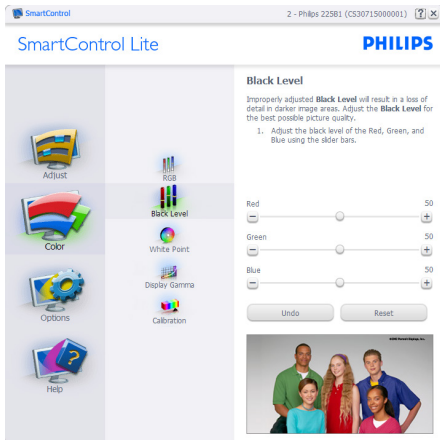 SmartControl
2 - Philips 225B1 (CS30715000001)
SmartControl Lite
PHILIPS
Black Level
Improperly adjusted Black Level will result in a loss of
detail in darker image areas. Adjust the Black Level for
the best possible picture quality.
1. Adjust the black level of the Red, Green, and
Blue using the slider bars.
Adjust
Color
Options
Help
RGB
Black Level
White Point
Display Gamma
Calibration
Red 50
Green 50
Blue 50
Undo
Reset